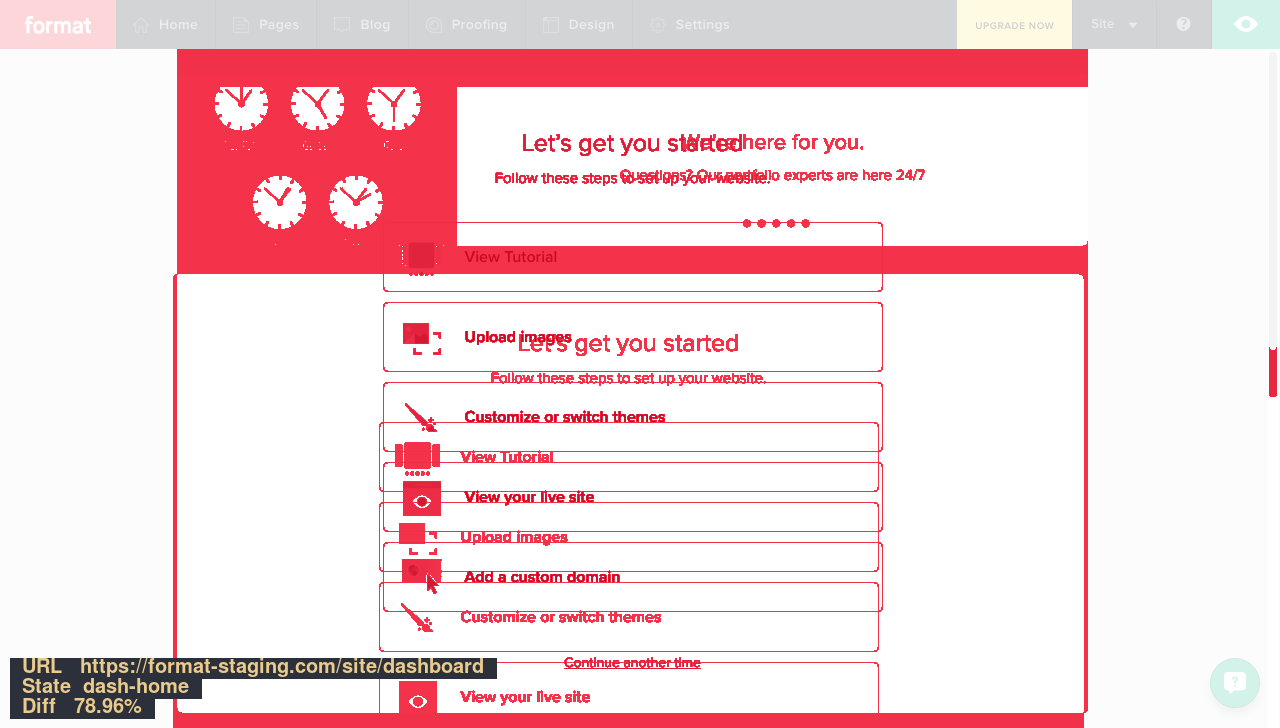 format
Home
Pages
Blog
Proofing
Design
Settings
UPGRADE NOW
Site
Let's get you started
We're here for you.
Follow these steps to set up your website.
Questions? Our portfolio experts are here 24/7
View Tutorial
Upload images
Let's get you started
Follow these steps to set up your website.
Customize or switch themes
View Tutorial
View your live site
Upload images
Add a custom domain
Customize or switch themes
Continue another time
View your live site
URL https://format-staging.com/site/dashboard
State dash-home
Diff 78.96%